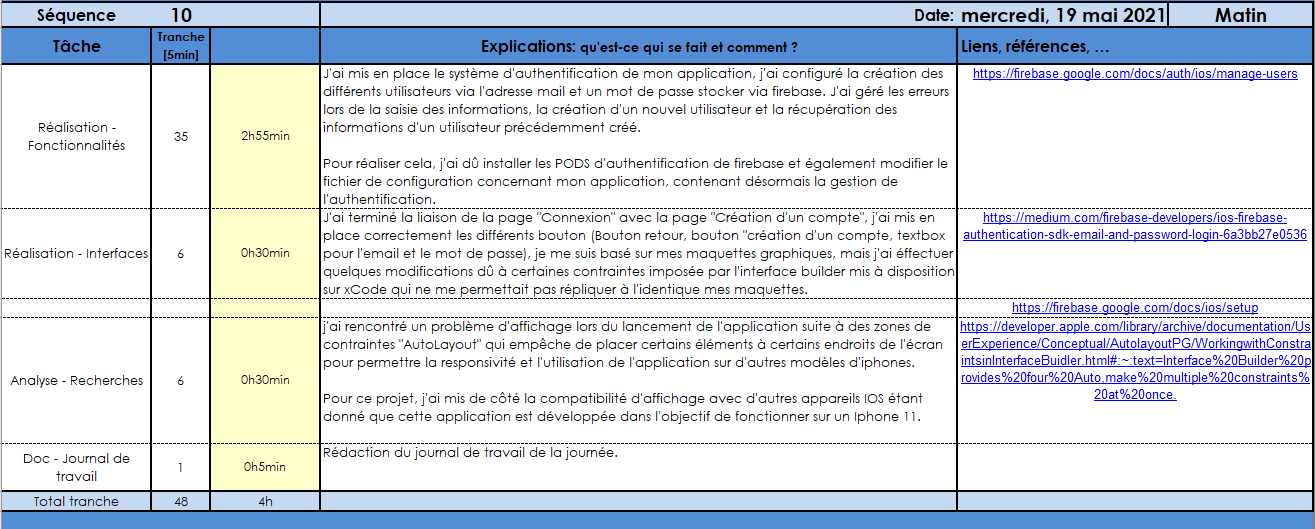 Séquence 10 Date: mercredi, 19 mai 2021 Matin
Tâche Tranche [5min] Explications: qu'est-ce qui se fait et comment ? Liens, références, ...
Réalisation -
Fonctionnalités
35
2h55min
J'ai mis en place le système d'authentification de mon application, j'ai configuré la création des
différents utilisateurs via l'adresse mail et un mot de passe stocker via firebase. J'ai géré les erreurs
lors de la saisie des informations, la création d'un nouvel utilisateur et la récupération des
informations d'un utilisateur précédemment créé.
Pour réaliser cela, j'ai dû installer les PODS d'authentification de firebase et également modifier le
fichier de configuration concernant mon application, contenant désormais la gestion de
l'authentification.
https://firebase.google.com/docs/auth/ios/manage-users
Réalisation - Interfaces
6
0h30min
J'ai terminé la liaison de la page "Connexion" avec la page "Création d'un compte", j'ai mis en
place correctement les différents bouton (Bouton retour, bouton "création d'un compte, textbox
pour l'email et le mot de passe), je me suis basé sur mes maquettes graphiques, mais j'ai éffectuer
quelques modifications dû à certaines contraintes imposée par l'interface builder mis à disposition
sur xCode qui ne me permettait pas répliquer à l'identique mes maquettes.
https://medium.com/firebase-developers/ios-firebase-
authentication-sdk-email-and-password-login-6a3bb27e0536
https://firebase.google.com/docs/ios/setup
Analyse - Recherches
6
0h30min
j'ai rencontré un problème d'affichage lors du lancement de l'application suite à des zones de
contraintes "AutoLayout" qui empêche de placer certains éléments à certains endroits de l'écran
pour permettre la responsivité et l'utilisation de l'application sur d'autres modèles d'iphones.
Pour ce projet, j'ai mis de côté la compatibilité d'affichage avec d'autres appareils IOS étant
donné que cette application est développée dans l'objectif de fonctionner sur un Iphone 11.
https://developer.apple.com/library/archive/documentation/Us
erExperience/Conceptual/AutolayoutPG/WorkingwithConstra
intsinInterfaceBuidler.html#:~:text=Interface%20Builder%20p
rovides%20four%20Auto,make%20multiple%20constraints%
20at%20once.
Doc - Journal de
travail
1
0h5min
Rédaction du journal de travail de la journée.
Total tranche 48 4h